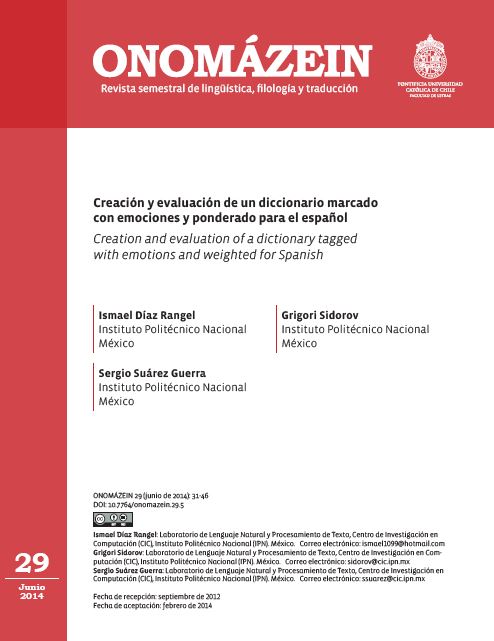 ONOMÁZEIN
Revista semestral de lingüística, filología y traducción
PONTIFICIA UNIVERSIDAD
CATÓLICA DE CHILE
FACULTAD DE LETRAS
Creación y evaluación de un diccionario marcado
con emociones y ponderado para el español
Creation and evaluation of a dictionary tagged
with emotions and weighted for Spanish
Ismael Díaz Rangel
Instituto Politécnico Nacional
México
Grigori Sidorov
Instituto Politécnico Nacional
México
Sergio Suárez Guerra
Instituto Politécnico Nacional
México
ONOMÁZEIN 29 (junio de 2014): 31-46
DOI: 10.7764/onomazein.29.5
Ismael Díaz Rangel: Laboratorio de Lenguaje Natural y Procesamiento de Texto, Centro de Investigación en
Computación (CIC), Instituto Politécnico Nacional (IPN). México. Correo electrónico: ismael1099@hotmail.com
Grigori Sidorov: Laboratorio de Lenguaje Natural y Procesamiento de Texto, Centro de Investigación en Com-
putación (CIC), Instituto Politécnico Nacional (IPN). México. Correo electrónico: sidorov@cic.ipn.mx
Sergio Suárez Guerra: Laboratorio de Lenguaje Natural y Procesamiento de Texto, Centro de Investigación en
Computación (CIC), Instituto Politécnico Nacional (IPN). México. Correo electrónico: ssuarez@cic.ipn.mx
Fecha de recepción: septiembre de 2012
Fecha de aceptación: febrero de 2014
29
Junio
2014